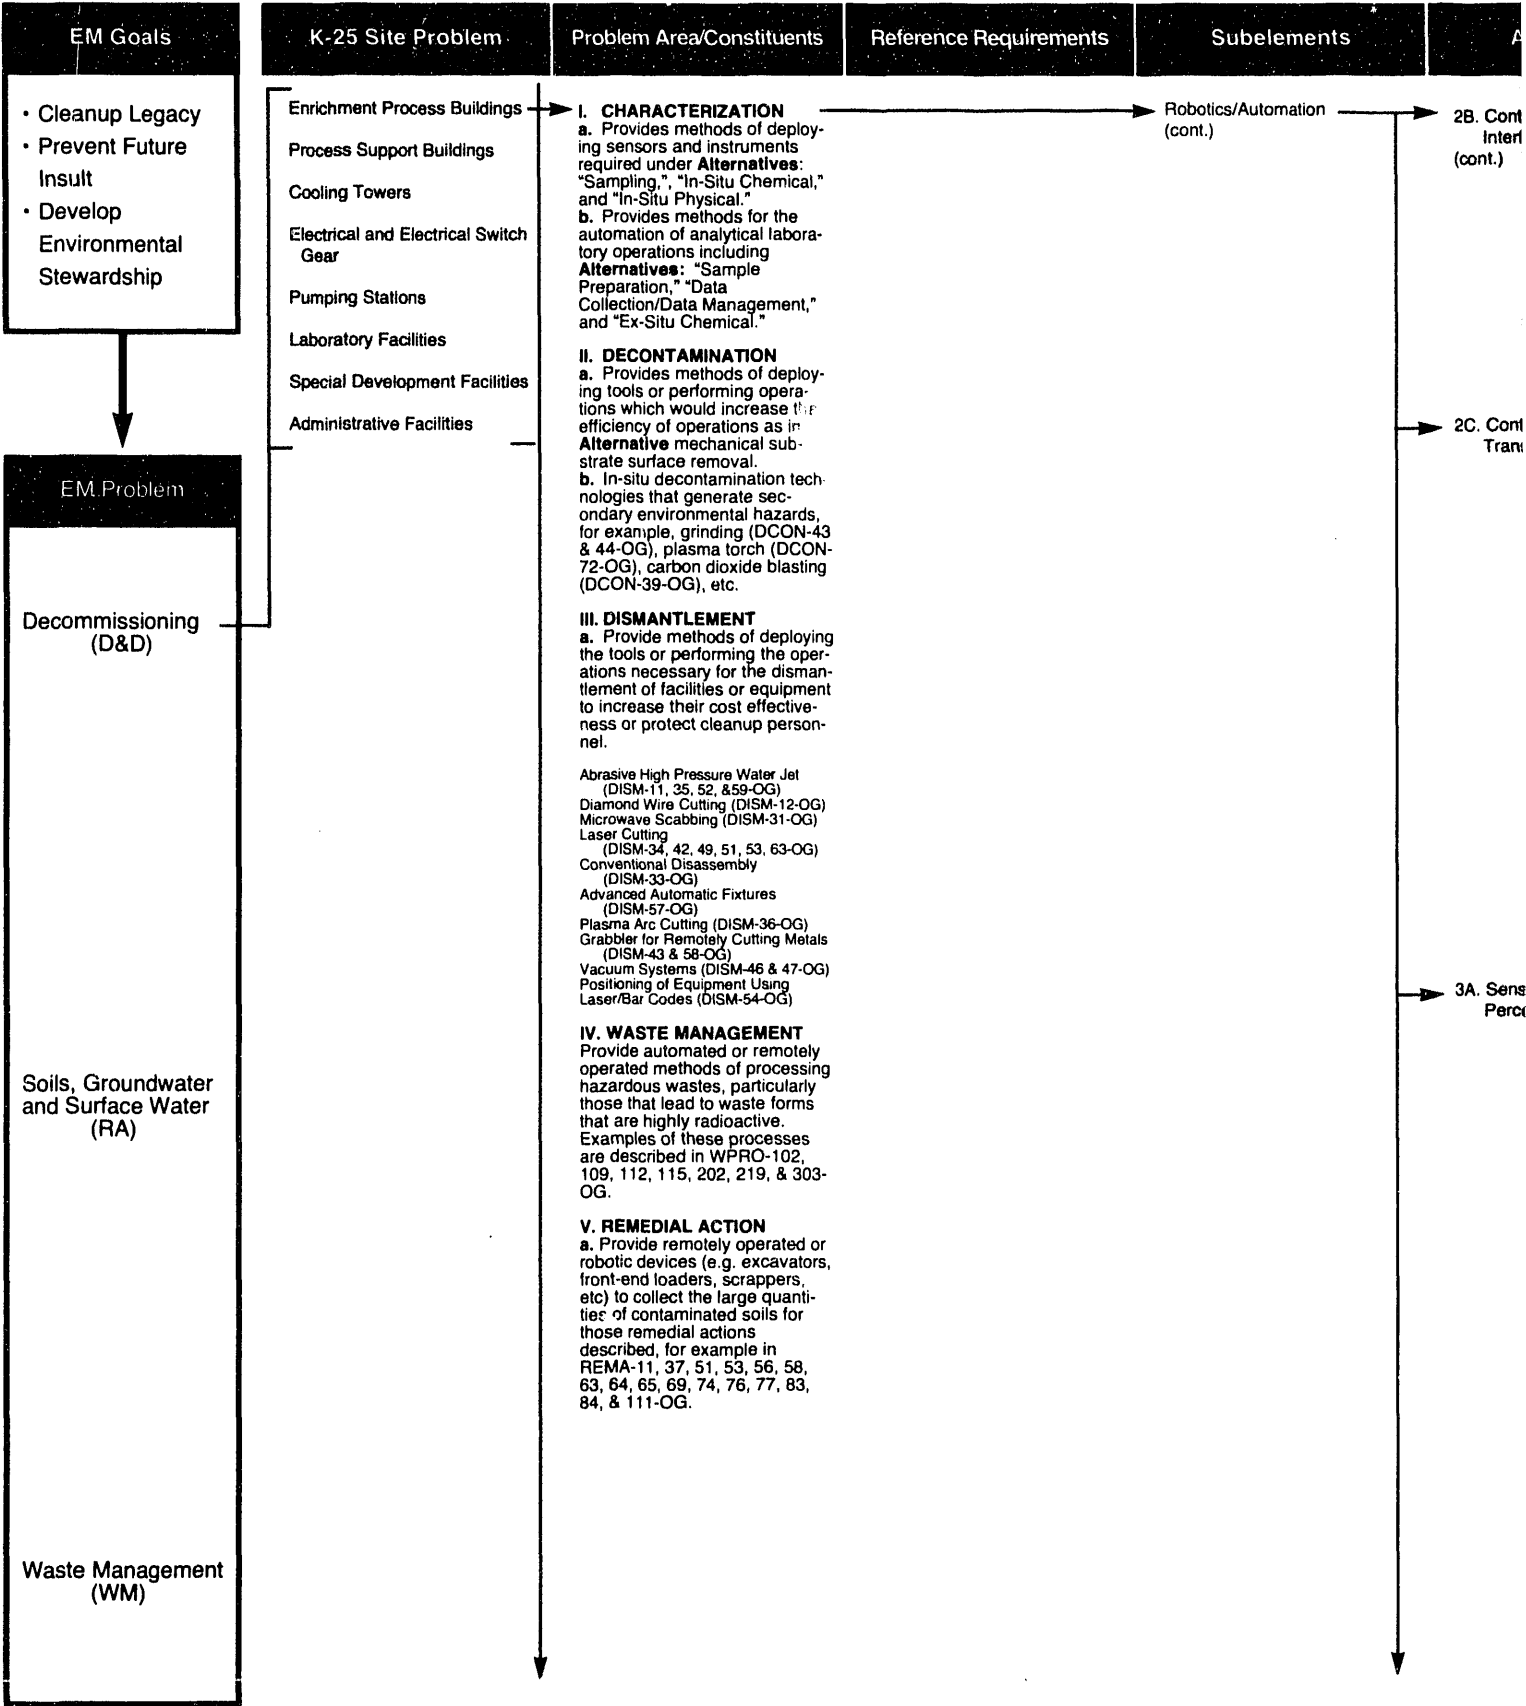 EM Goals
K-25 Site Problem
Problem Area/Constituents
Reference Requirements
Subelements
A
• Cleanup Legacy
• Prevent Future
Insult
• Develop
Environmental
Stewardship
EM Problem
Decommissioning
(D&D)
Soils, Groundwater
and Surface Water
(RA)
Waste Management
(WM)
Enrichment Process Buildings
Process Support Buildings
Cooling Towers
Electrical and Electrical Switch
Gear
Pumping Stations
Laboratory Facilities
Special Development Facilities
Administrative Facilities
I. CHARACTERIZATION
a. Provides methods of deploy-
ing sensors and instruments
required under Alternatives:
"Sampling,", "In-Situ Chemical,"
and "In-Situ Physical."
b. Provides methods for the
automation of analytical labora-
tory operations including
Alternatives: "Sample
Preparation," "Data
Collection/Data Management,"
and "Ex-Situ Chemical."
II. DECONTAMINATION
a. Provides methods of deploy-
ing tools or performing opera-
tions which would increase the
efficiency of operations as in
Alternative mechanical sub-
strate surface removal.
b. In-situ decontamination tech-
nologies that generate sec-
ondary environmental hazards,
for example, grinding (DCON-43
& 44-OG), plasma torch (DCON-
72-OG), carbon dioxide blasting
(DCON-39-OG), etc.
III. DISMANTLEMENT
a. Provide methods of deploying
the tools or performing the oper-
ations necessary for the disman-
tlement of facilities or equipment
to increase their cost effective-
ness or protect cleanup person-
nel.
Abrasive High Pressure Water Jet
(DISM-11, 35, 52, &59-OG)
Diamond Wire Cutting (DISM-12-OG)
Microwave Scabbing (DISM-31-OG)
Laser Cutting
(DISM-34, 42, 49, 51, 53, 63-OG)
Conventional Disassembly
(DISM-33-OG)
Advanced Automatic Fixtures
(DISM-57-OG)
Plasma Arc Cutting (DISM-36-OG)
Grabbler for Remotely Cutting Metals
(DISM-43 & 58-OG)
Vacuum Systems (DISM-46 & 47-OG)
Positioning of Equipment Using
Laser/Bar Codes (DISM-54-OG)
IV. WASTE MANAGEMENT
Provide automated or remotely
operated methods of processing
hazardous wastes, particularly
those that lead to waste forms
that are highly radioactive.
Examples of these processes
are described in WPRO-102,
109, 112, 115, 202, 219, & 303-
OG.
V. REMEDIAL ACTION
a. Provide remotely operated or
robotic devices (e.g. excavators,
front-end loaders, scrappers,
etc) to collect the large quanti-
ties of contaminated soils for
those remedial actions
described, for example in
REMA-11, 37, 51, 53, 56, 58,
63, 64, 65, 69, 74, 76, 77, 83,
84, & 111-OG.
Robotics/Automation
(cont.)
2B. Cont
Interf
(cont.)
2C. Cont
Trans
3A. Sens
Perce